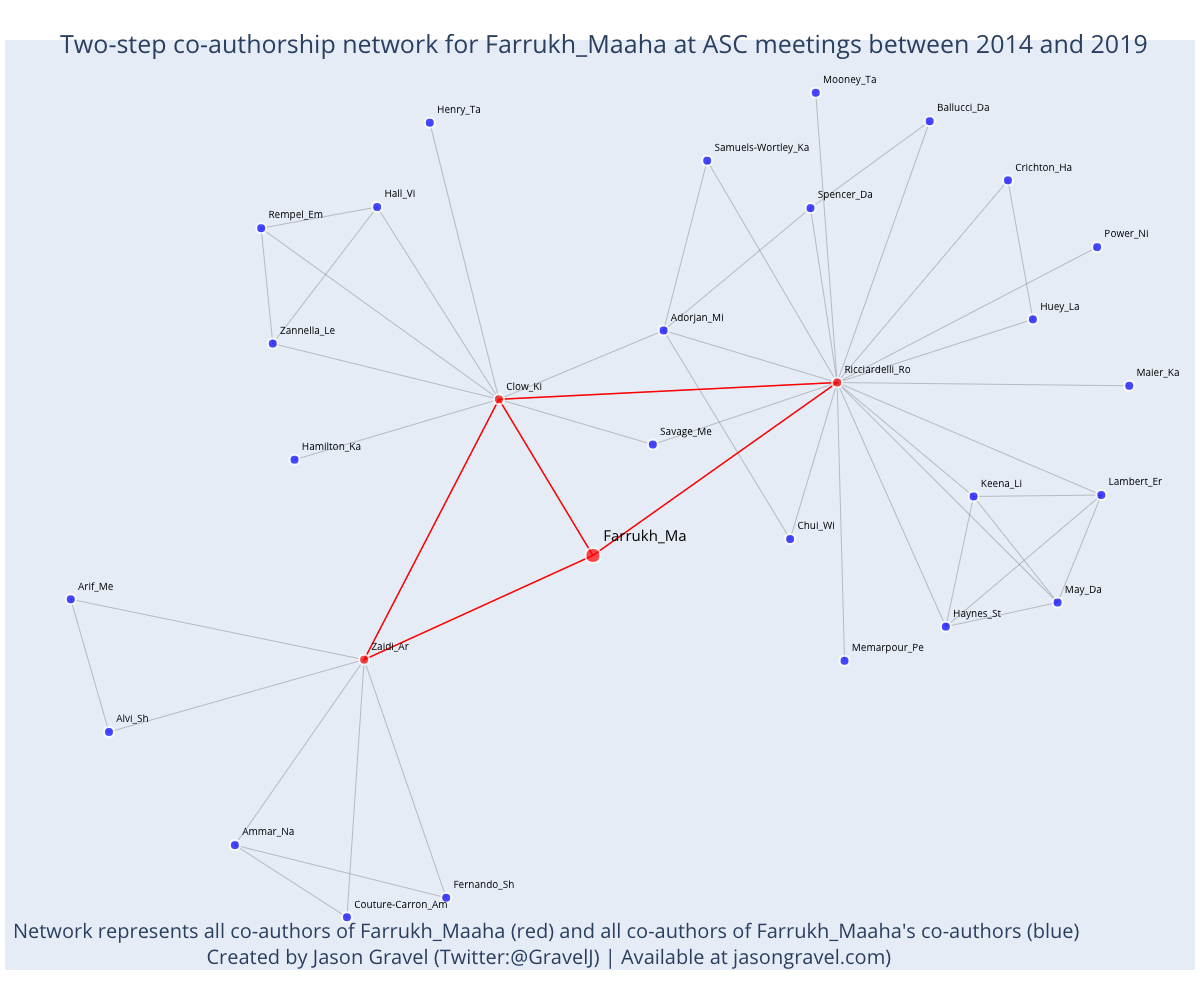 Two-step co-authorship network for Farrukh_Maaha at ASC meetings between 2014 and 2019
Mooney_Ta
Henry_Ta
Ballucci_Da
Samuels-Wortley_Ka
Crichton_Ha
Hall_Vi
Spencer_Da
Rempel_Em
Power_Ni
Huey_La
Adorjan_Mi
Zannella_Le
Ricciardelli_Ro
Maier_Ka
Clow_Ki
Savage_Me
Hamilton_Ka
Keena_Li
Lambert_Er
Chui_Wi
Farrukh_Ma
Arif_Me
May_Da
Haynes_St
Zaidi_Ar
Memarpour_Pe
Alvi_Sh
Ammar_Na
Fernando_Sh
Couture-Carron_Am
Network represents all co-authors of Farrukh_Maaha (red) and all co-authors of Farrukh_Maaha's co-authors (blue)
Created by Jason Gravel (Twitter:@GravelJ) | Available at jasongravel.com)